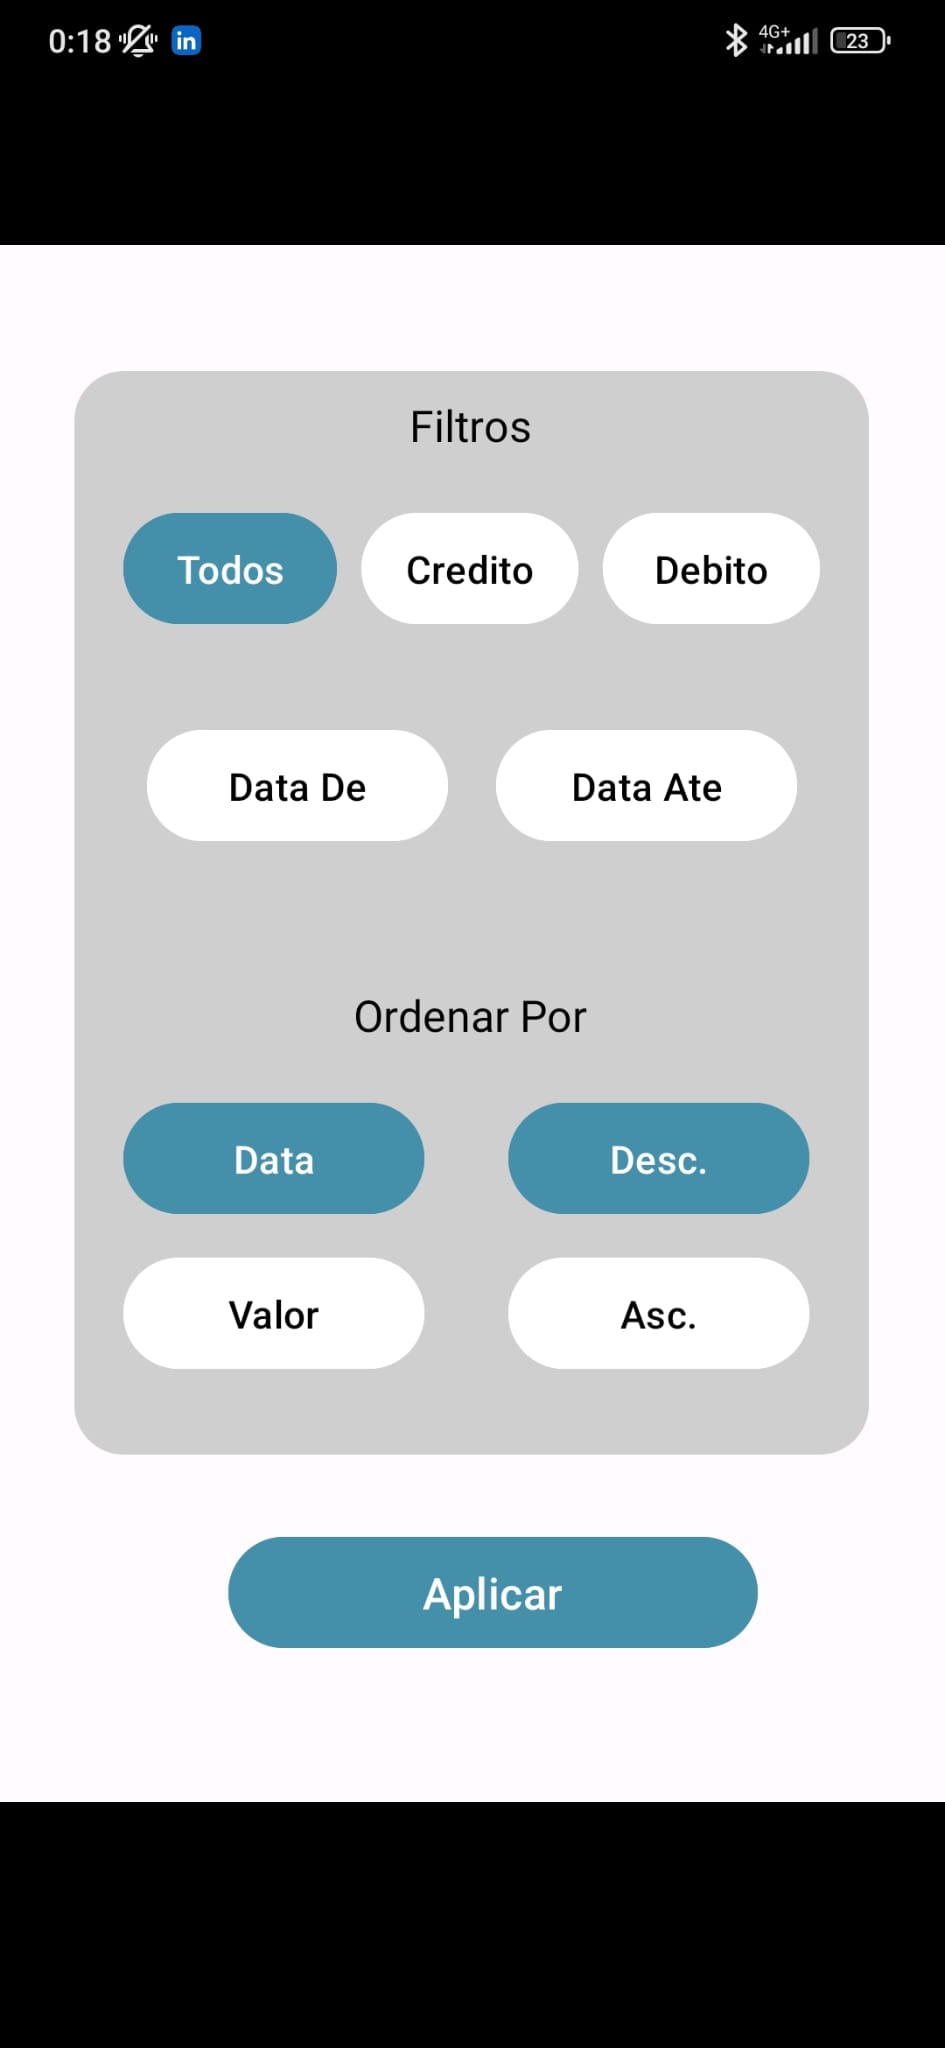 0:18 in 4G+ 23
Filtros
Todos Credito Debito
Data De Data Ate
Ordenar Por
Data Desc.
Valor Asc.
Aplicar